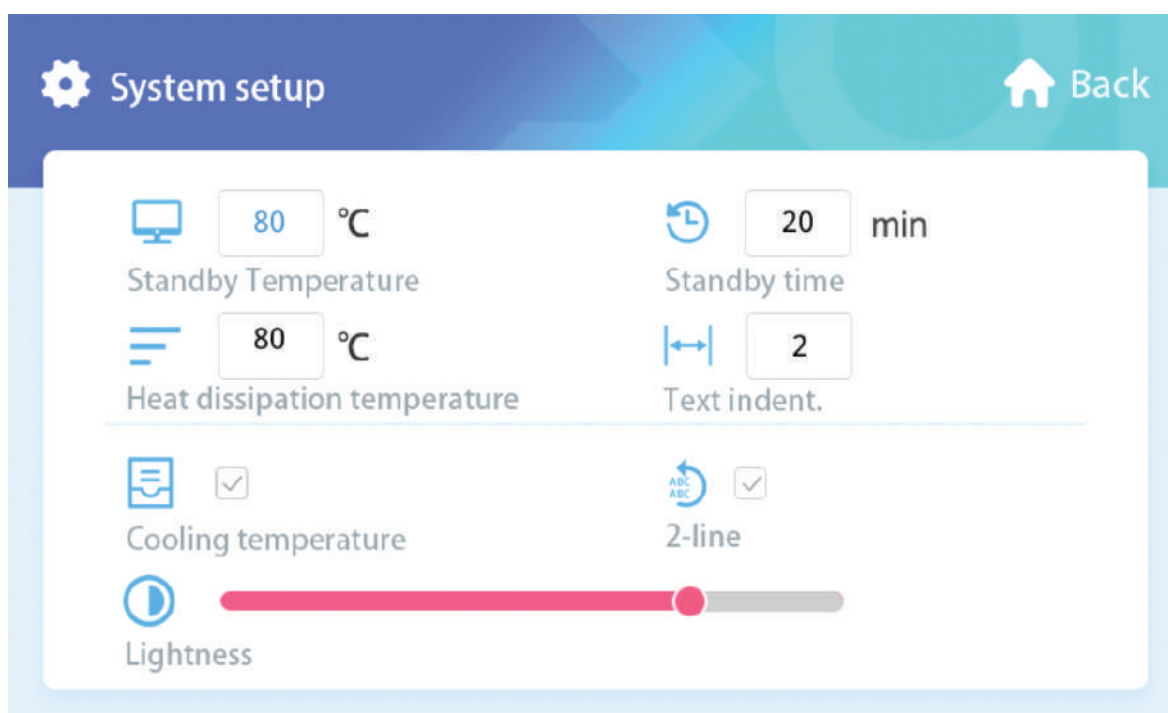 System setup
Back
80 ℃
20 min
Standby Temperature
Standby time
80 ℃
2
Heat dissipation temperature
Text indent.
ABC
ABC
Cooling temperature
2-line
Lightness